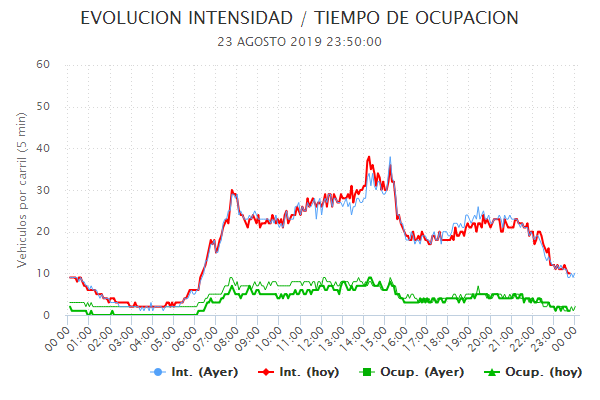 EVOLUCION INTENSIDAD / TIEMPO DE OCUPACION
23 AGOSTO 2019 23:50:00
Vehiculos por carril (5 min)
60
50
40
30
20
10
0
00:00 01:00 02:00 03:00 04:00 05:00 06:00 07:00 08:00 09:00 10:00 11:00 12:00 13:00 14:00 15:00 16:00 17:00 18:00 19:00 20:00 21:00 22:00 23:00 00:00
Int. (Ayer) Int. (hoy) Ocup. (Ayer) Ocup. (hoy)